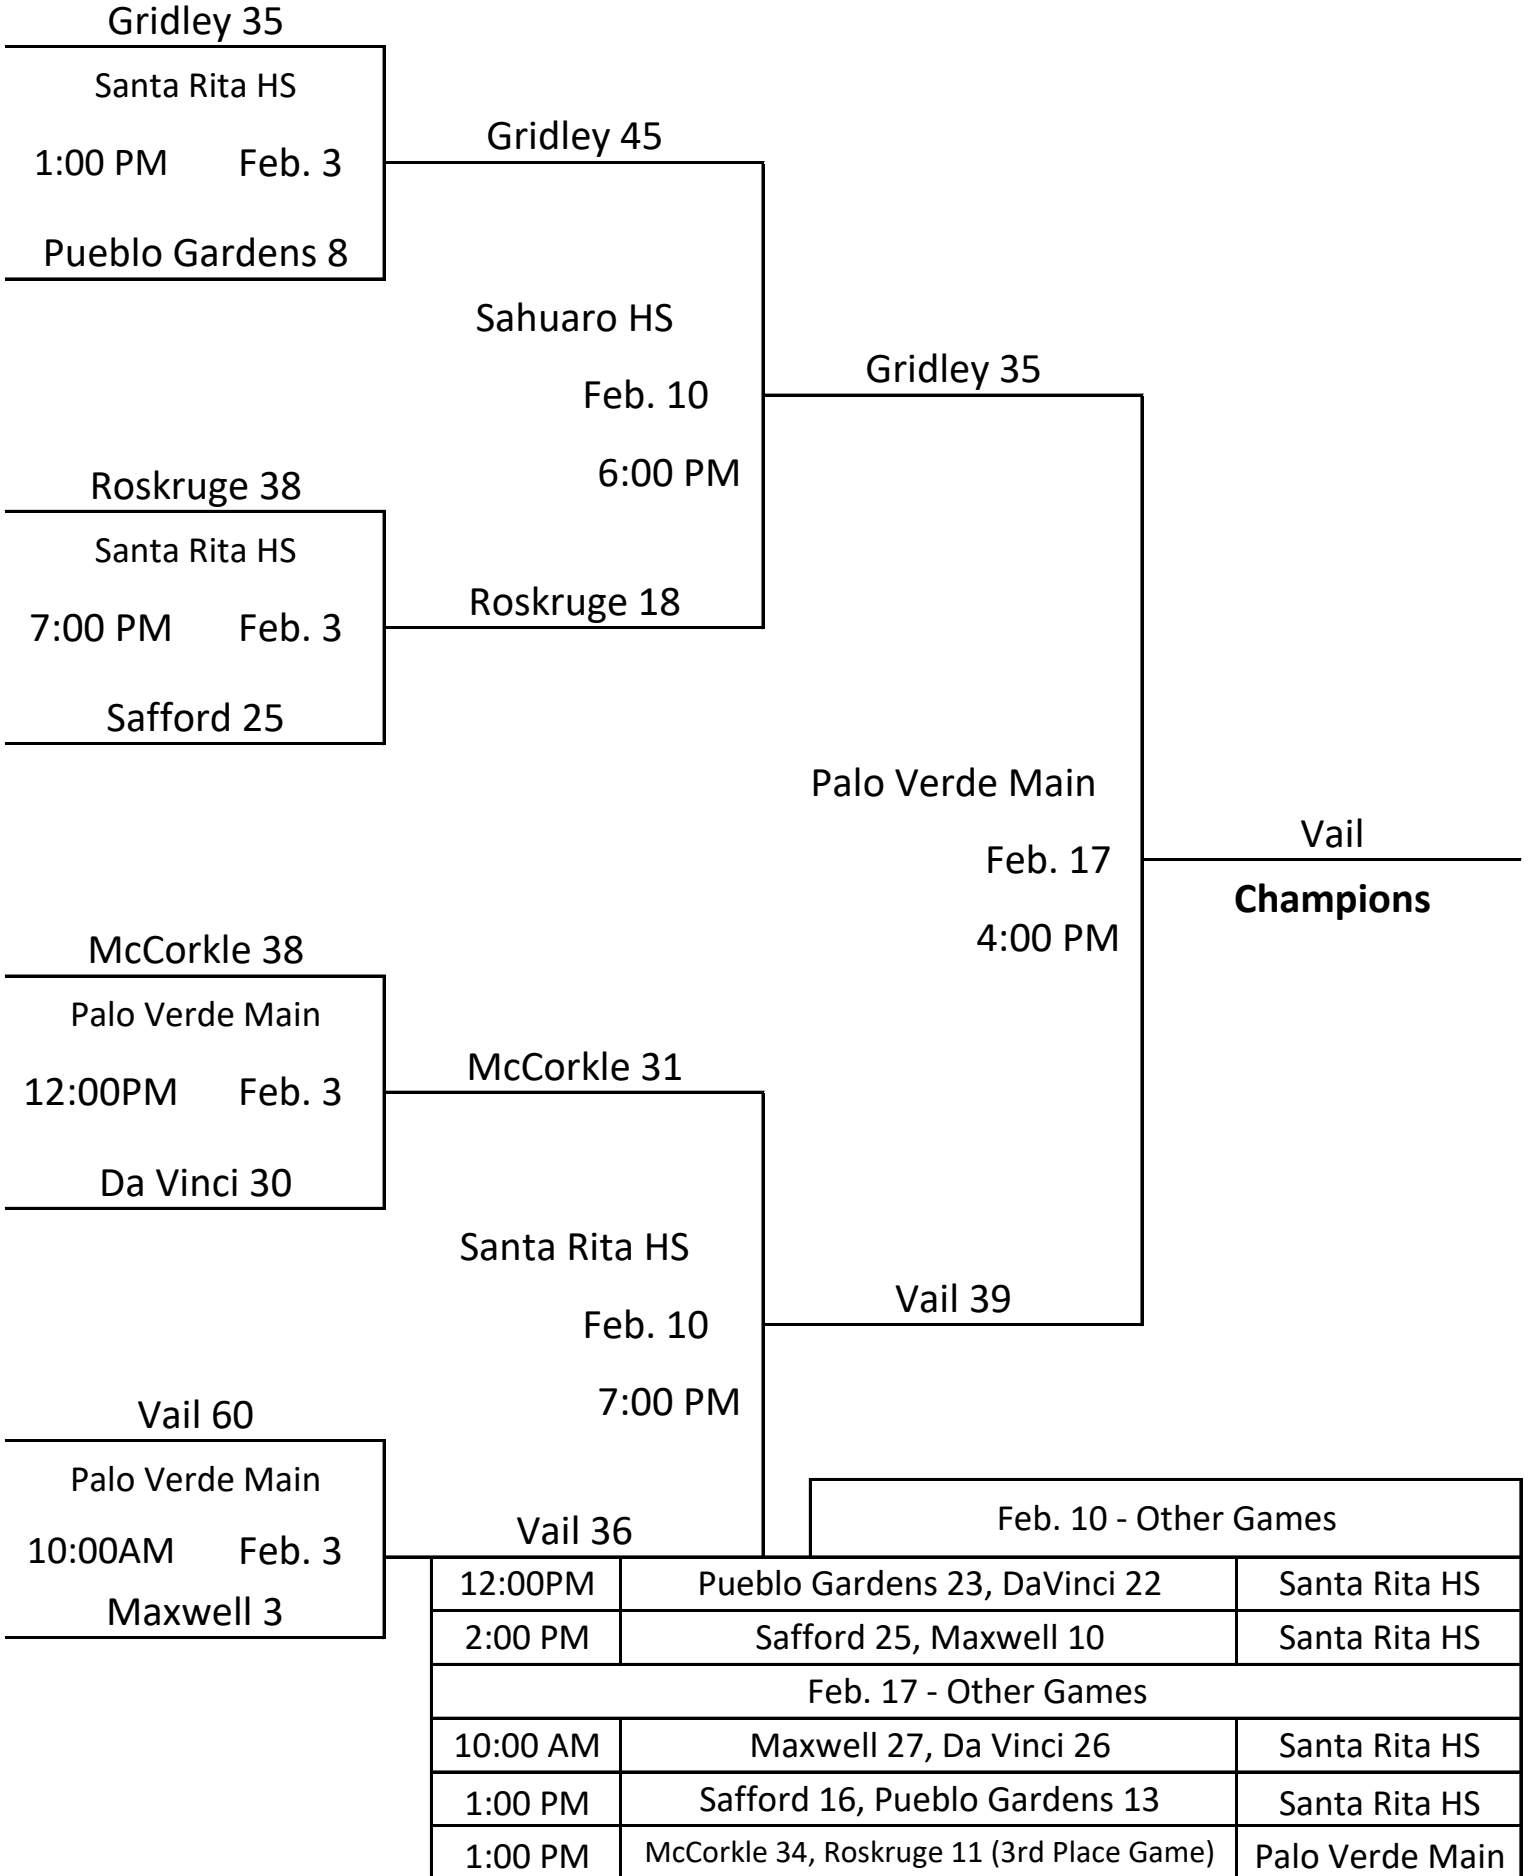 Gridley 35
Santa Rita HS
1:00 PM Feb. 3
Pueblo Gardens 8
Gridley 45
Sahuaro HS
Feb. 10
6:00 PM
Roskruge 38
Santa Rita HS
7:00 PM Feb. 3
Safford 25
Roskruge 18
Gridley 35
Palo Verde Main
Feb. 17
4:00 PM
Vail
Champions
McCorkle 38
Palo Verde Main
12:00PM Feb. 3
Da Vinci 30
McCorkle 31
Santa Rita HS
Feb. 10
7:00 PM
Vail 39
Vail 60
Palo Verde Main
10:00AM Feb. 3
Maxwell 3
Vail 36
Feb. 10 - Other Games
12:00PM Pueblo Gardens 23, DaVinci 22 Santa Rita HS
2:00 PM Safford 25, Maxwell 10 Santa Rita HS
Feb. 17 - Other Games
10:00 AM Maxwell 27, Da Vinci 26 Santa Rita HS
1:00 PM Safford 16, Pueblo Gardens 13 Santa Rita HS
1:00 PM McCorkle 34, Roskruge 11 (3rd Place Game) Palo Verde Main